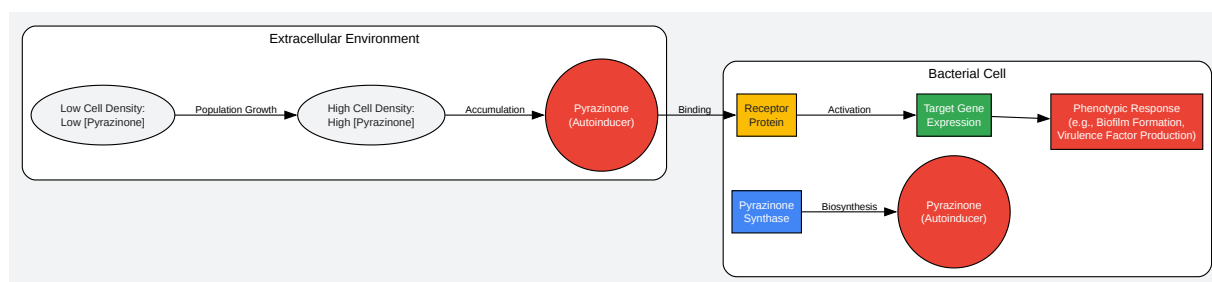 Extracellular Environment
Low Cell Density:
Low [Pyrazinone]
Population Growth
High Cell Density:
High [Pyrazinone]
Accumulation
Pyrazinone
(Autoinducer)
Binding
Bacterial Cell
Receptor
Protein
Activation
Target Gene
Expression
Phenotypic Response
(e.g., Biofilm Formation,
Virulence Factor Production)
Pyrazinone
Synthase
Biosynthesis
Pyrazinone
(Autoinducer)